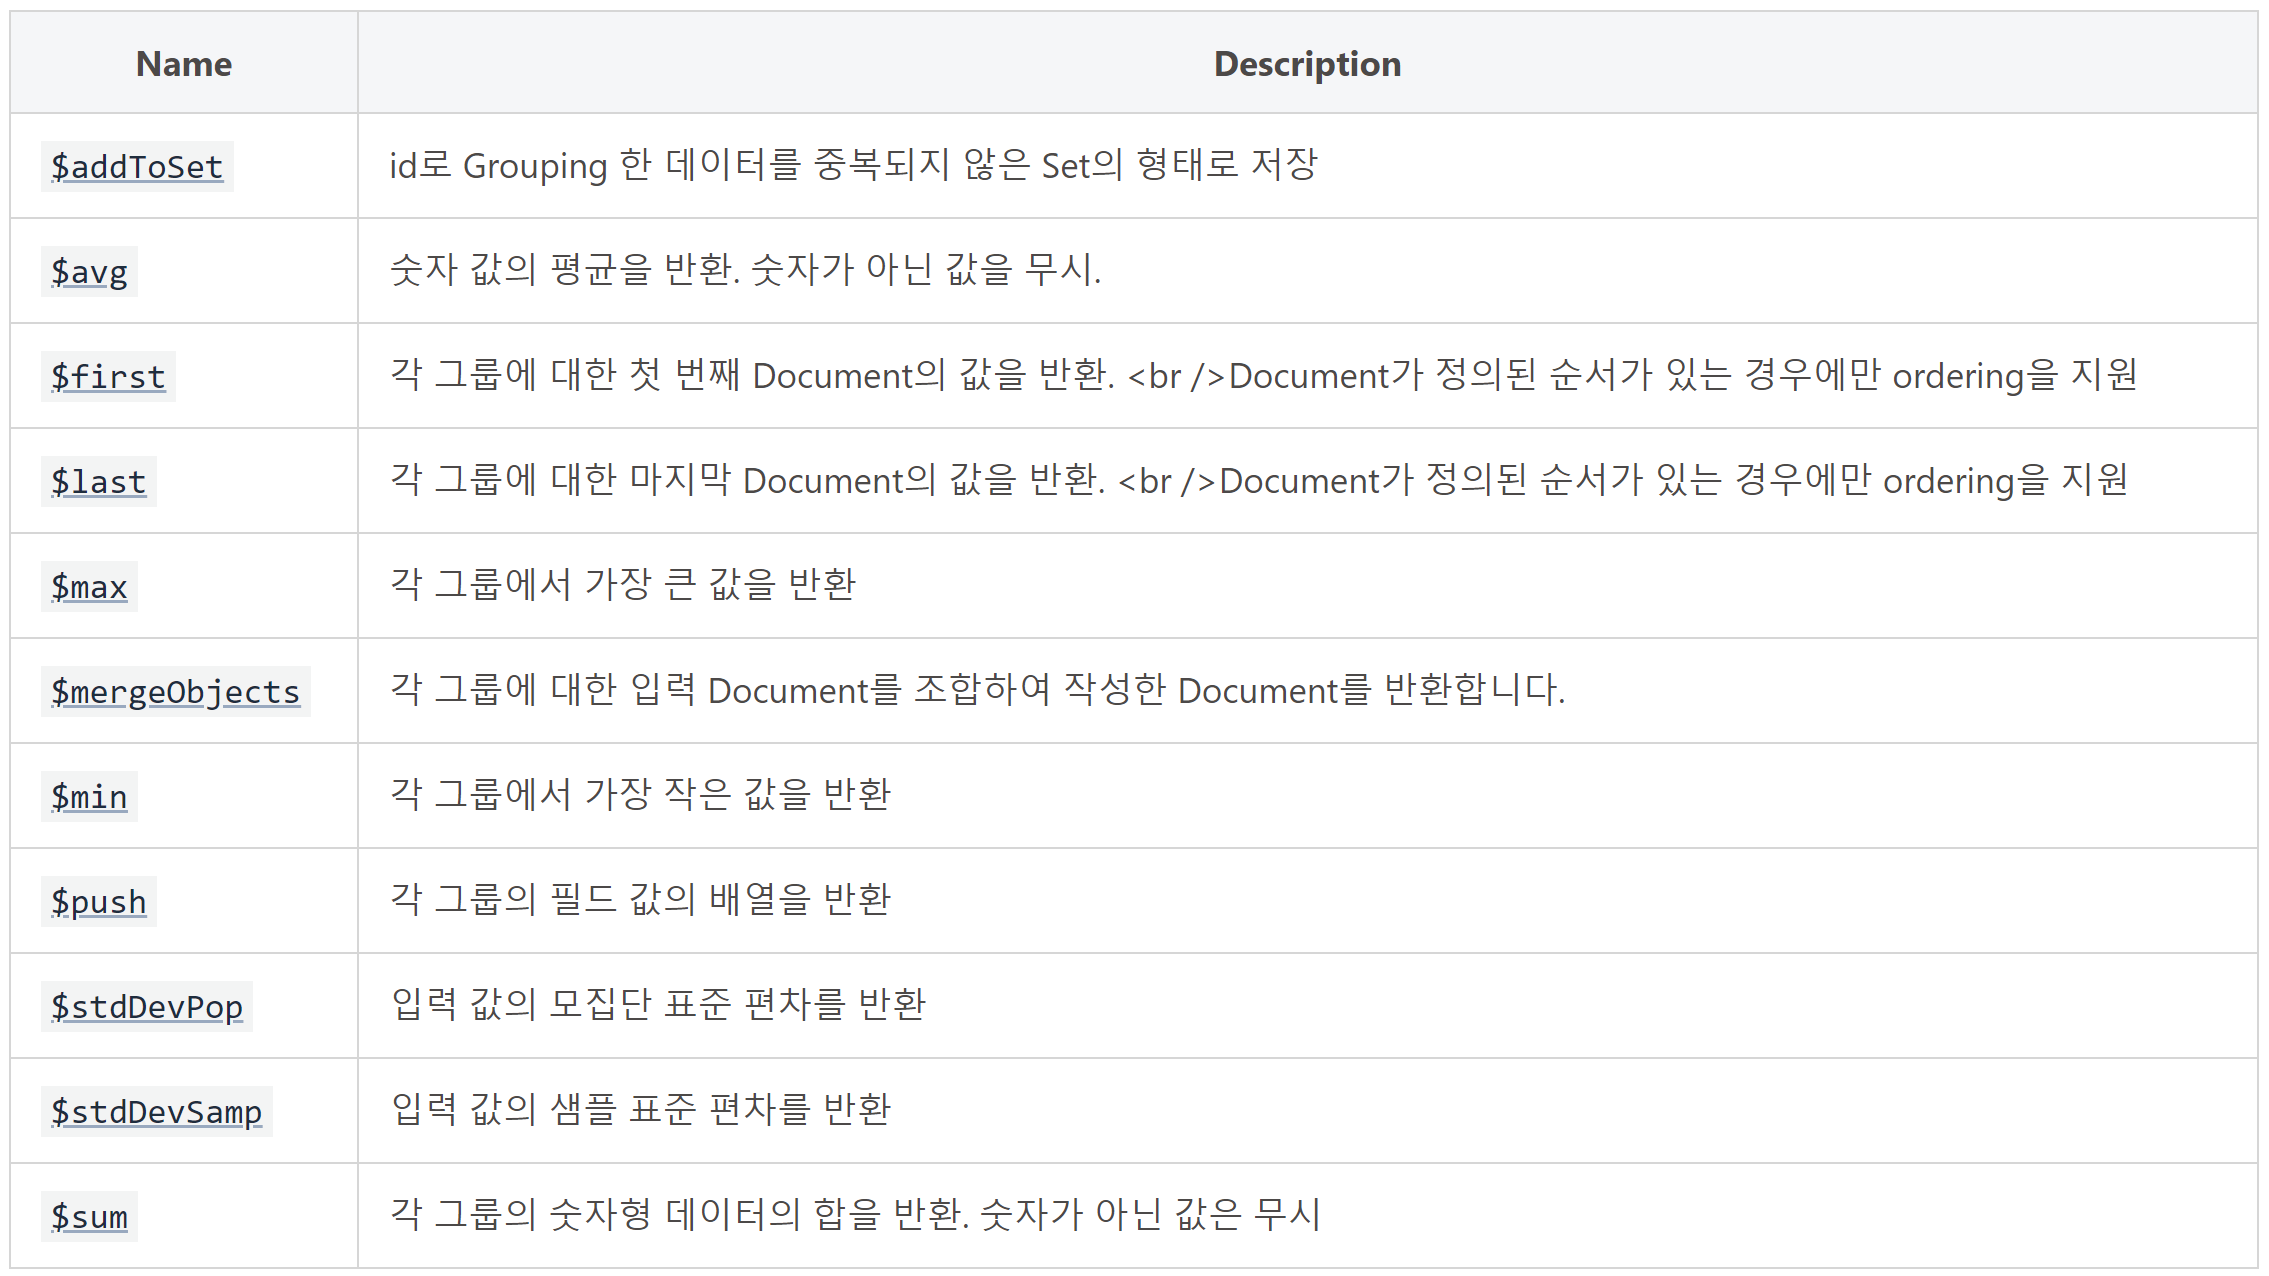 Name Description
$addToSet id로 Grouping 한 데이터를 중복되지 않은 Set의 형태로 저장
$avg 숫자 값의 평균을 반환. 숫자가 아닌 값을 무시.
$first 각 그룹에 대한 첫 번째 Document의 값을 반환. <br />Document가 정의된 순서가 있는 경우에만 ordering을 지원
$last 각 그룹에 대한 마지막 Document의 값을 반환. <br />Document가 정의된 순서가 있는 경우에만 ordering을 지원
$max 각 그룹에서 가장 큰 값을 반환
$mergeObjects 각 그룹에 대한 입력 Document를 조합하여 작성한 Document를 반환합니다.
$min 각 그룹에서 가장 작은 값을 반환
$push 각 그룹의 필드 값의 배열을 반환
$stdDevPop 입력 값의 모집단 표준 편차를 반환
$stdDevSamp 입력 값의 샘플 표준 편차를 반환
$sum 각 그룹의 숫자형 데이터의 합을 반환. 숫자가 아닌 값은 무시